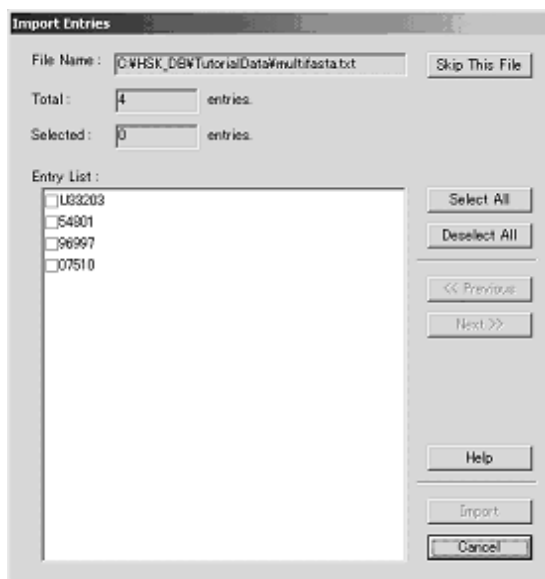 Import Entries
File Name : C:¥HSK_DB¥TutorialData¥multifasta.txt Skip This File
Total : 4 entries.
Selected : 0 entries.
Entry List :
U33203
54801
96997
07510
Select All
Deselect All
<< Previous
Next >>
Help
Import
Cancel